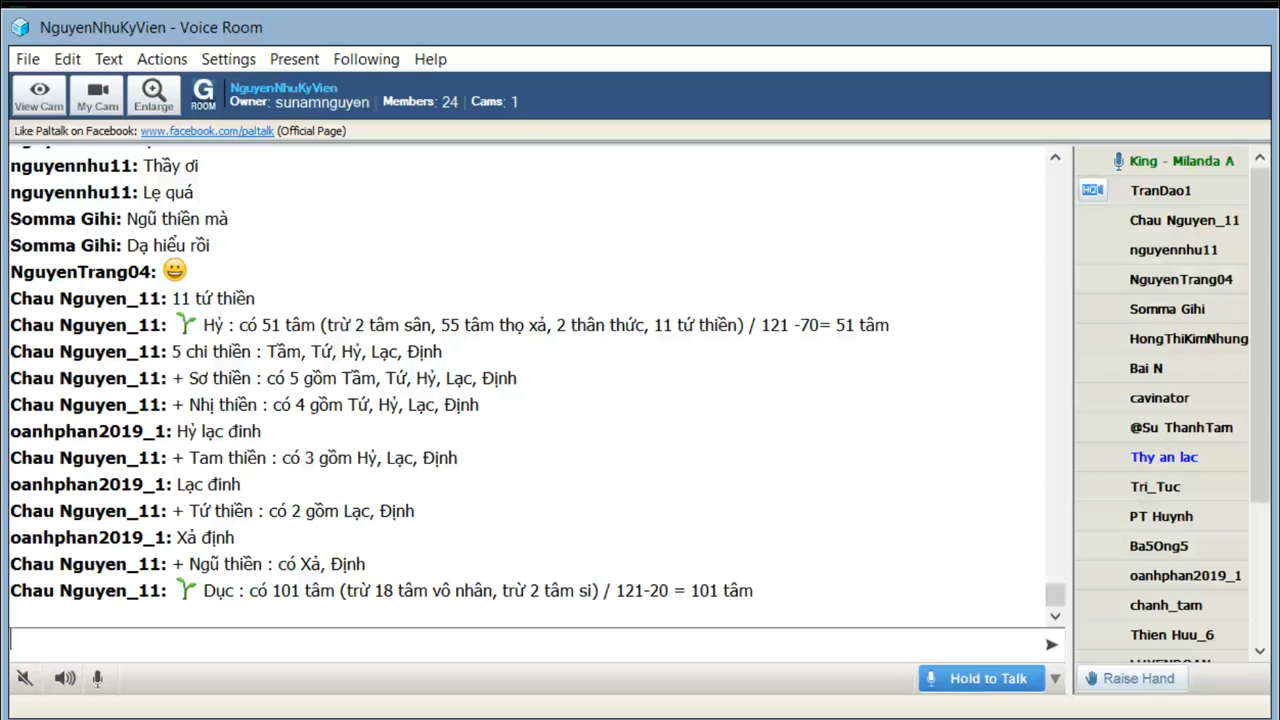 NguyenNhuKyVien - Voice Room
File Edit Text Actions Settings Present Following Help
View Cam My Cam Enlarge G ROOM
NguyenNhuKyVien
Owner: sunamnguyen Members: 24 Cams: 1
Like Paltalk on Facebook: www.facebook.com/paltalk (Official Page)
nguyennhu11: Thầy ơi
nguyennhu11: Lẹ quá
Somma Gihi: Ngũ thiền mà
Somma Gihi: Dạ hiểu rồi
NguyenTrang04: 😀
Chau Nguyen_11: 11 tứ thiền
Chau Nguyen_11: 🌱 Hỷ : có 51 tâm (trừ 2 tâm sân, 55 tâm thọ xả, 2 thân thức, 11 tứ thiền) / 121 -70= 51 tâm
Chau Nguyen_11: 5 chi thiền : Tầm, Tứ, Hỷ, Lạc, Định
Chau Nguyen_11: + Sơ thiền : có 5 gồm Tầm, Tứ, Hỷ, Lạc, Định
Chau Nguyen_11: + Nhị thiền : có 4 gồm Tứ, Hỷ, Lạc, Định
oanhphan2019_1: Hỷ lạc đinh
Chau Nguyen_11: + Tam thiền : có 3 gồm Hỷ, Lạc, Định
oanhphan2019_1: Lạc đinh
Chau Nguyen_11: + Tứ thiền : có 2 gồm Lạc, Định
oanhphan2019_1: Xả định
Chau Nguyen_11: + Ngũ thiền : có Xả, Định
Chau Nguyen_11: 🌱 Dục : có 101 tâm (trừ 18 tâm vô nhân, trừ 2 tâm si) / 121-20 = 101 tâm
King - Milanda A
HD TranDao1
Chau Nguyen_11
nguyennhu11
NguyenTrang04
Somma Gihi
HongThiKimNhung
Bai N
cavinator
@Su ThanhTam
Thy an lac
Tri_Tuc
PT Huynh
Ba5Ong5
oanhphan2019_1
chanh_tam
Thien Huu_6
Hold to Talk
Raise Hand